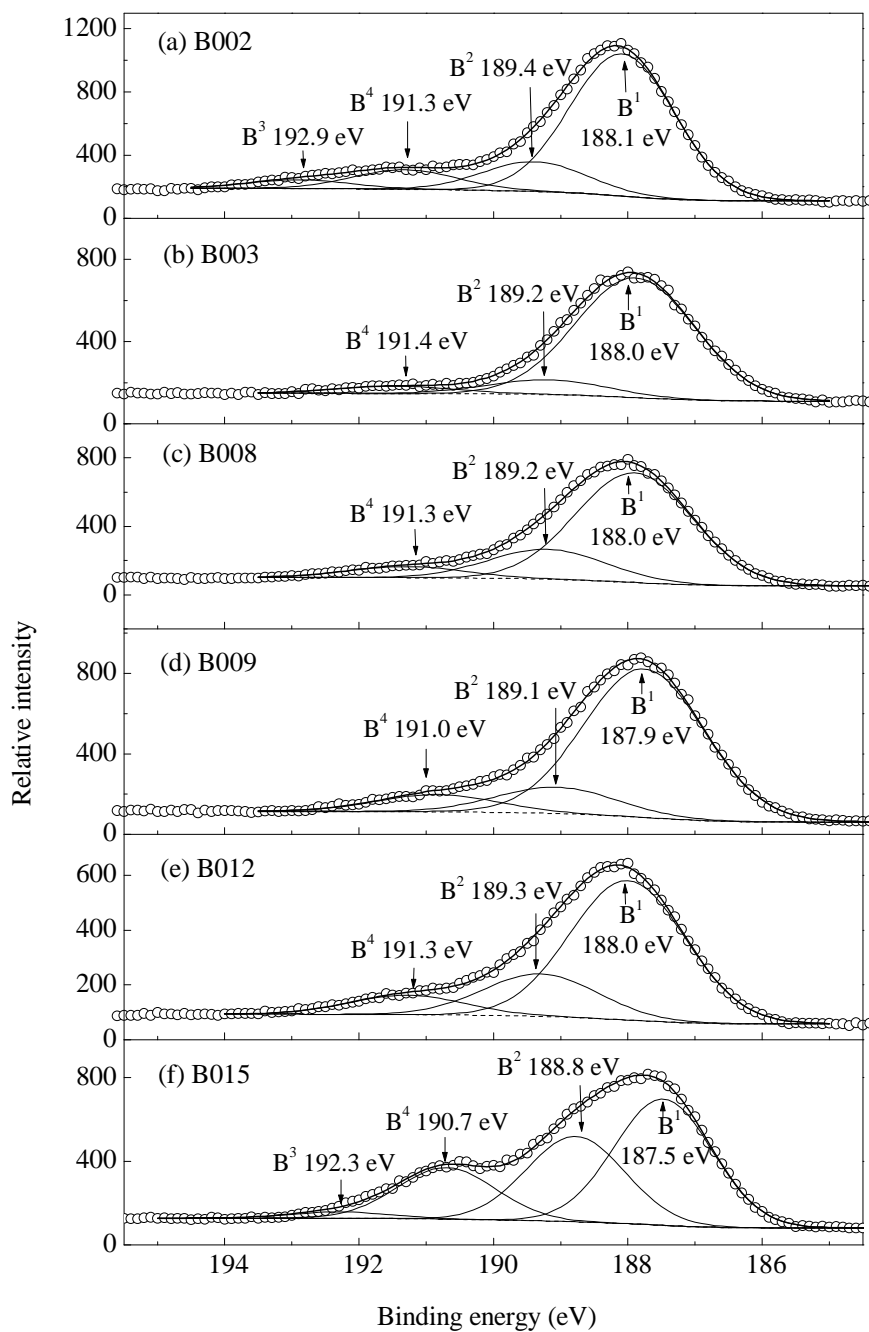 1200
800
400
0
(a) B002
B³ 192.9 eV
B⁴ 191.3 eV
B² 189.4 eV
B¹
188.1 eV
800
400
0
(b) B003
B⁴ 191.4 eV
B² 189.2 eV
B¹
188.0 eV
800
400
0
(c) B008
B⁴ 191.3 eV
B² 189.2 eV
B¹
188.0 eV
800
400
0
(d) B009
B⁴ 191.0 eV
B² 189.1 eV
B¹
187.9 eV
600
400
200
0
(e) B012
B⁴ 191.3 eV
B² 189.3 eV
B¹
188.0 eV
800
400
0
(f) B015
B³ 192.3 eV
B⁴ 190.7 eV
B² 188.8 eV
B¹
187.5 eV
194 192 190 188 186
Binding energy (eV)
Relative intensity